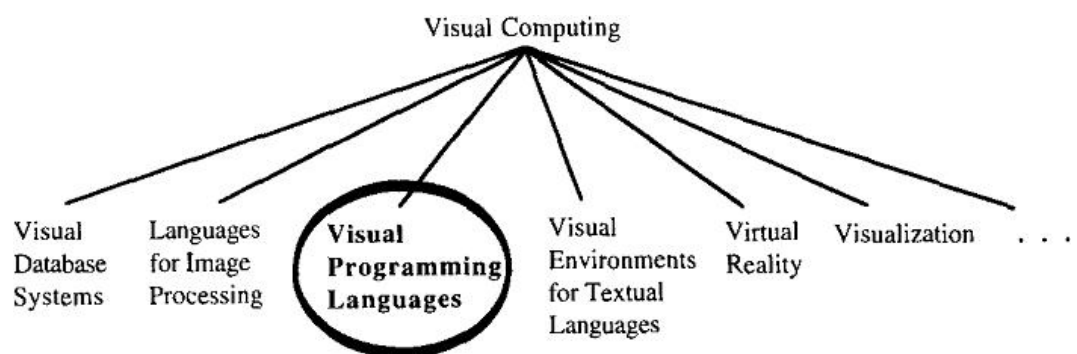 Visual Computing
Visual
Database
Systems
Languages
for Image
Processing
Visual
Programming
Languages
Visual
Environments
for Textual
Languages
Virtual
Reality
Visualization
. . .